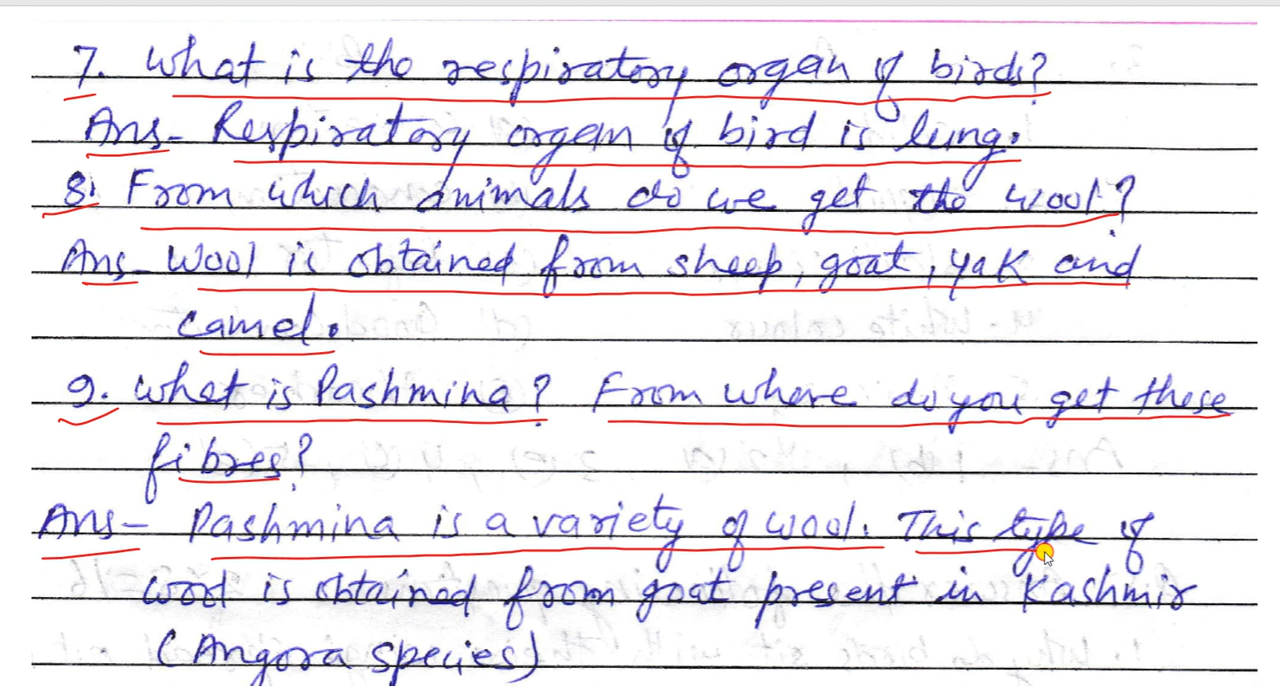 7. What is the respiratory organ of birds?
Ans- Respiratory organ of bird is lung.
8. From which animals do we get the wool?
Ans- Wool is obtained from sheep, goat, yak and
camel.
9. What is Pashmina? From where do you get these
fibres?
Ans- Pashmina is a variety of wool. This type of
wool is obtained from goat present in Kashmir
(Angora species)